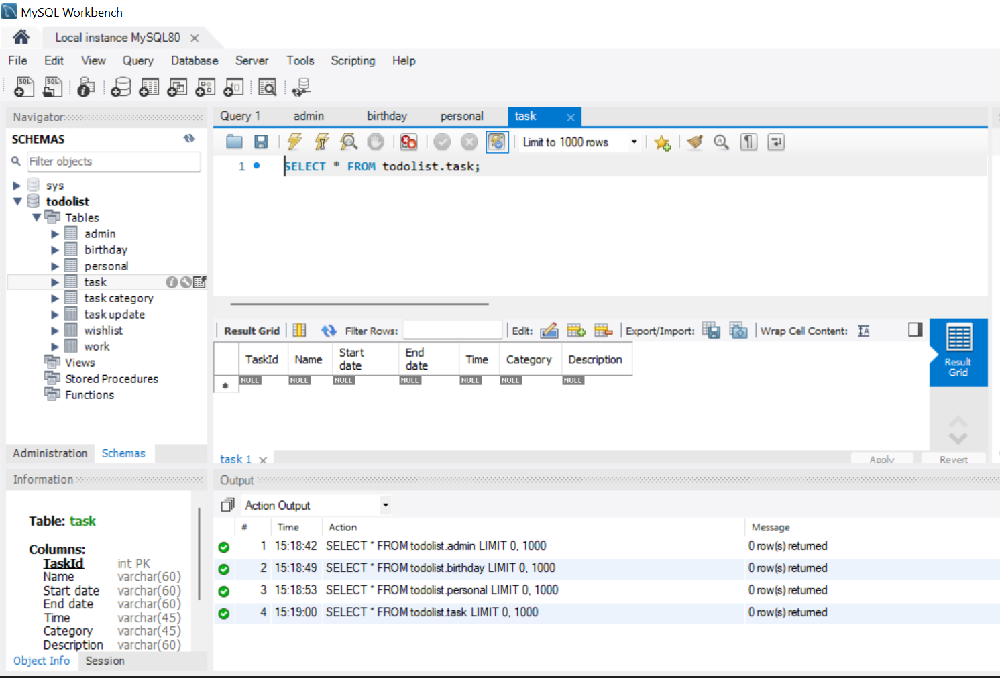 MySQL Workbench
Local instance MySQL80
File Edit View Query Database Server Tools Scripting Help
SQL SQL
Navigator
SCHEMAS
Filter objects
sys
todolist
Tables
admin
birthday
personal
task
task category
task update
wishlist
work
Views
Stored Procedures
Functions
Administration Schemas
Query 1 admin birthday personal task
Limit to 1000 rows
1 SELECT * FROM todolist.task;
Result Grid Filter Rows: Edit: Export/Import: Wrap Cell Content:
TaskId Name Start date End date Time Category Description
NULL NULL NULL NULL NULL NULL NULL
Result Grid
task 1
Apply Revert
Information
Table: task
Columns:
TaskId int PK
Name varchar(60)
Start date varchar(60)
End date varchar(60)
Time varchar(45)
Category varchar(45)
Description varchar(60)
Object Info Session
Output
Action Output
# Time Action Message
1 15:18:42 SELECT * FROM todolist.admin LIMIT 0, 1000 0 row(s) returned
2 15:18:49 SELECT * FROM todolist.birthday LIMIT 0, 1000 0 row(s) returned
3 15:18:53 SELECT * FROM todolist.personal LIMIT 0, 1000 0 row(s) returned
4 15:19:00 SELECT * FROM todolist.task LIMIT 0, 1000 0 row(s) returned